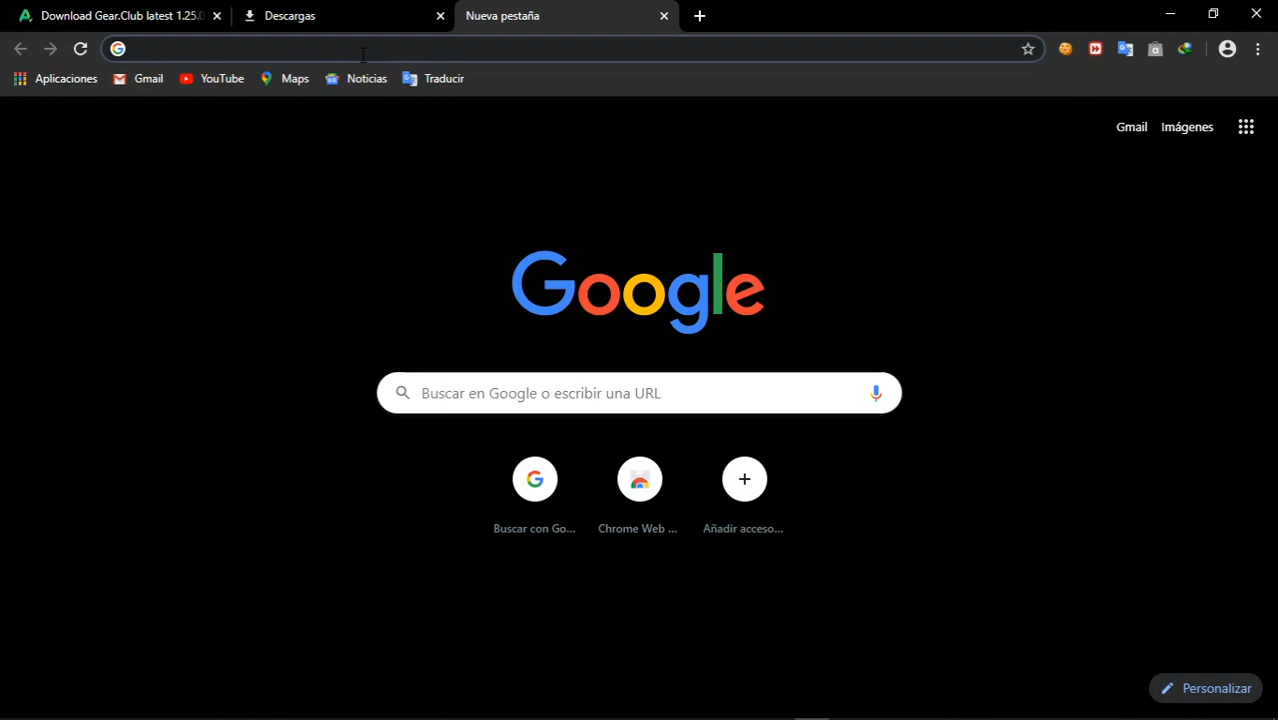 Download Gear.Club latest 1.25.0
Descargas
Nueva pestaña
Aplicaciones
Gmail
YouTube
Maps
Noticias
Traducir
Gmail
Imágenes
Google
Buscar en Google o escribir una URL
Buscar con Go...
Chrome Web ...
Añadir acceso...
Personalizar